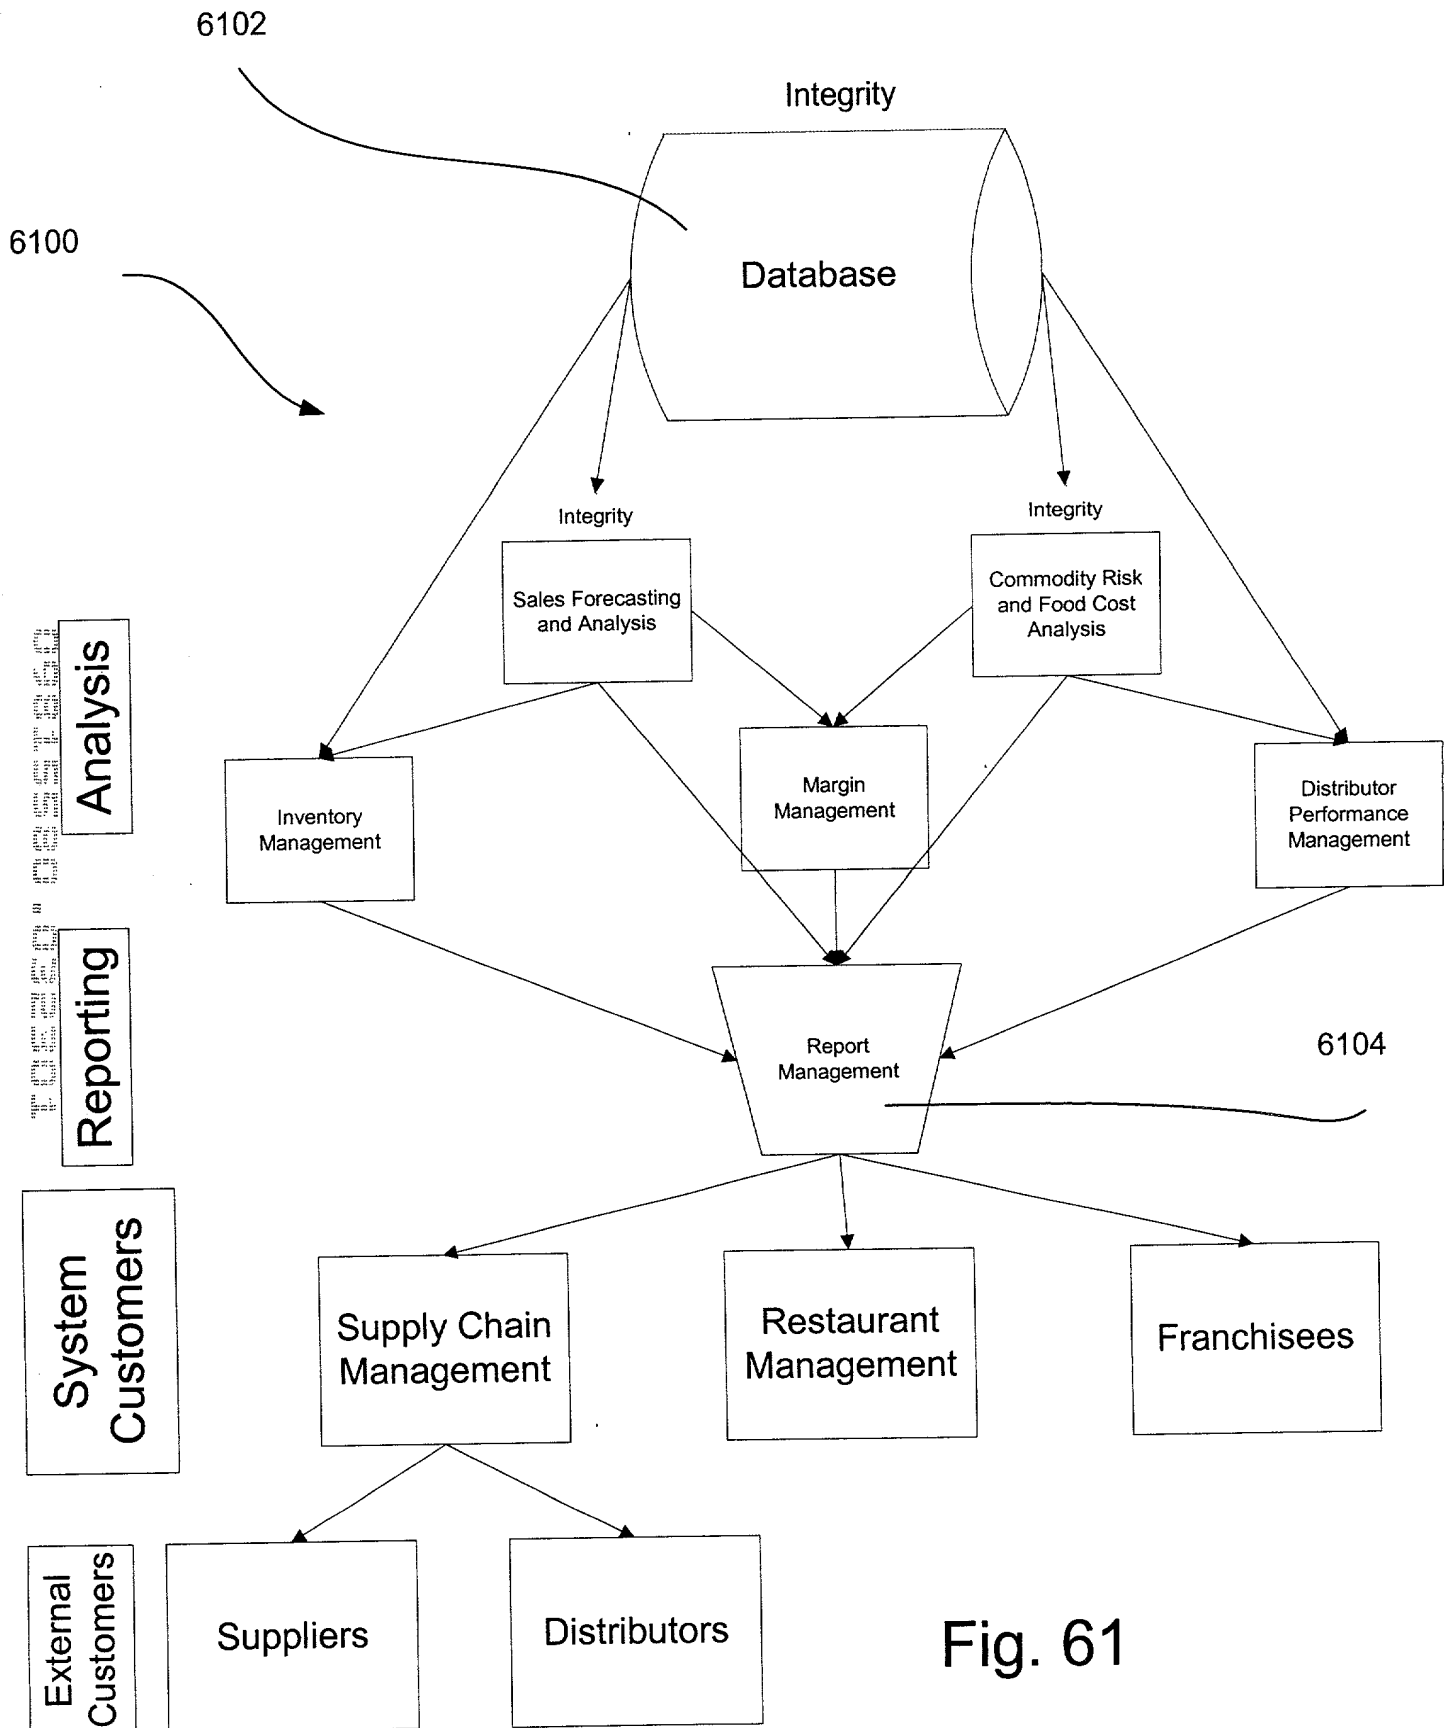 6102
Integrity
6100
Database
Integrity
Integrity
Sales Forecasting
and Analysis
Commodity Risk
and Food Cost
Analysis
Analysis
Inventory
Management
Margin
Management
Distributor
Performance
Management
Reporting
Report
Management
6104
System
Customers
Supply Chain
Management
Restaurant
Management
Franchisees
External
Customers
Suppliers
Distributors
Fig. 61